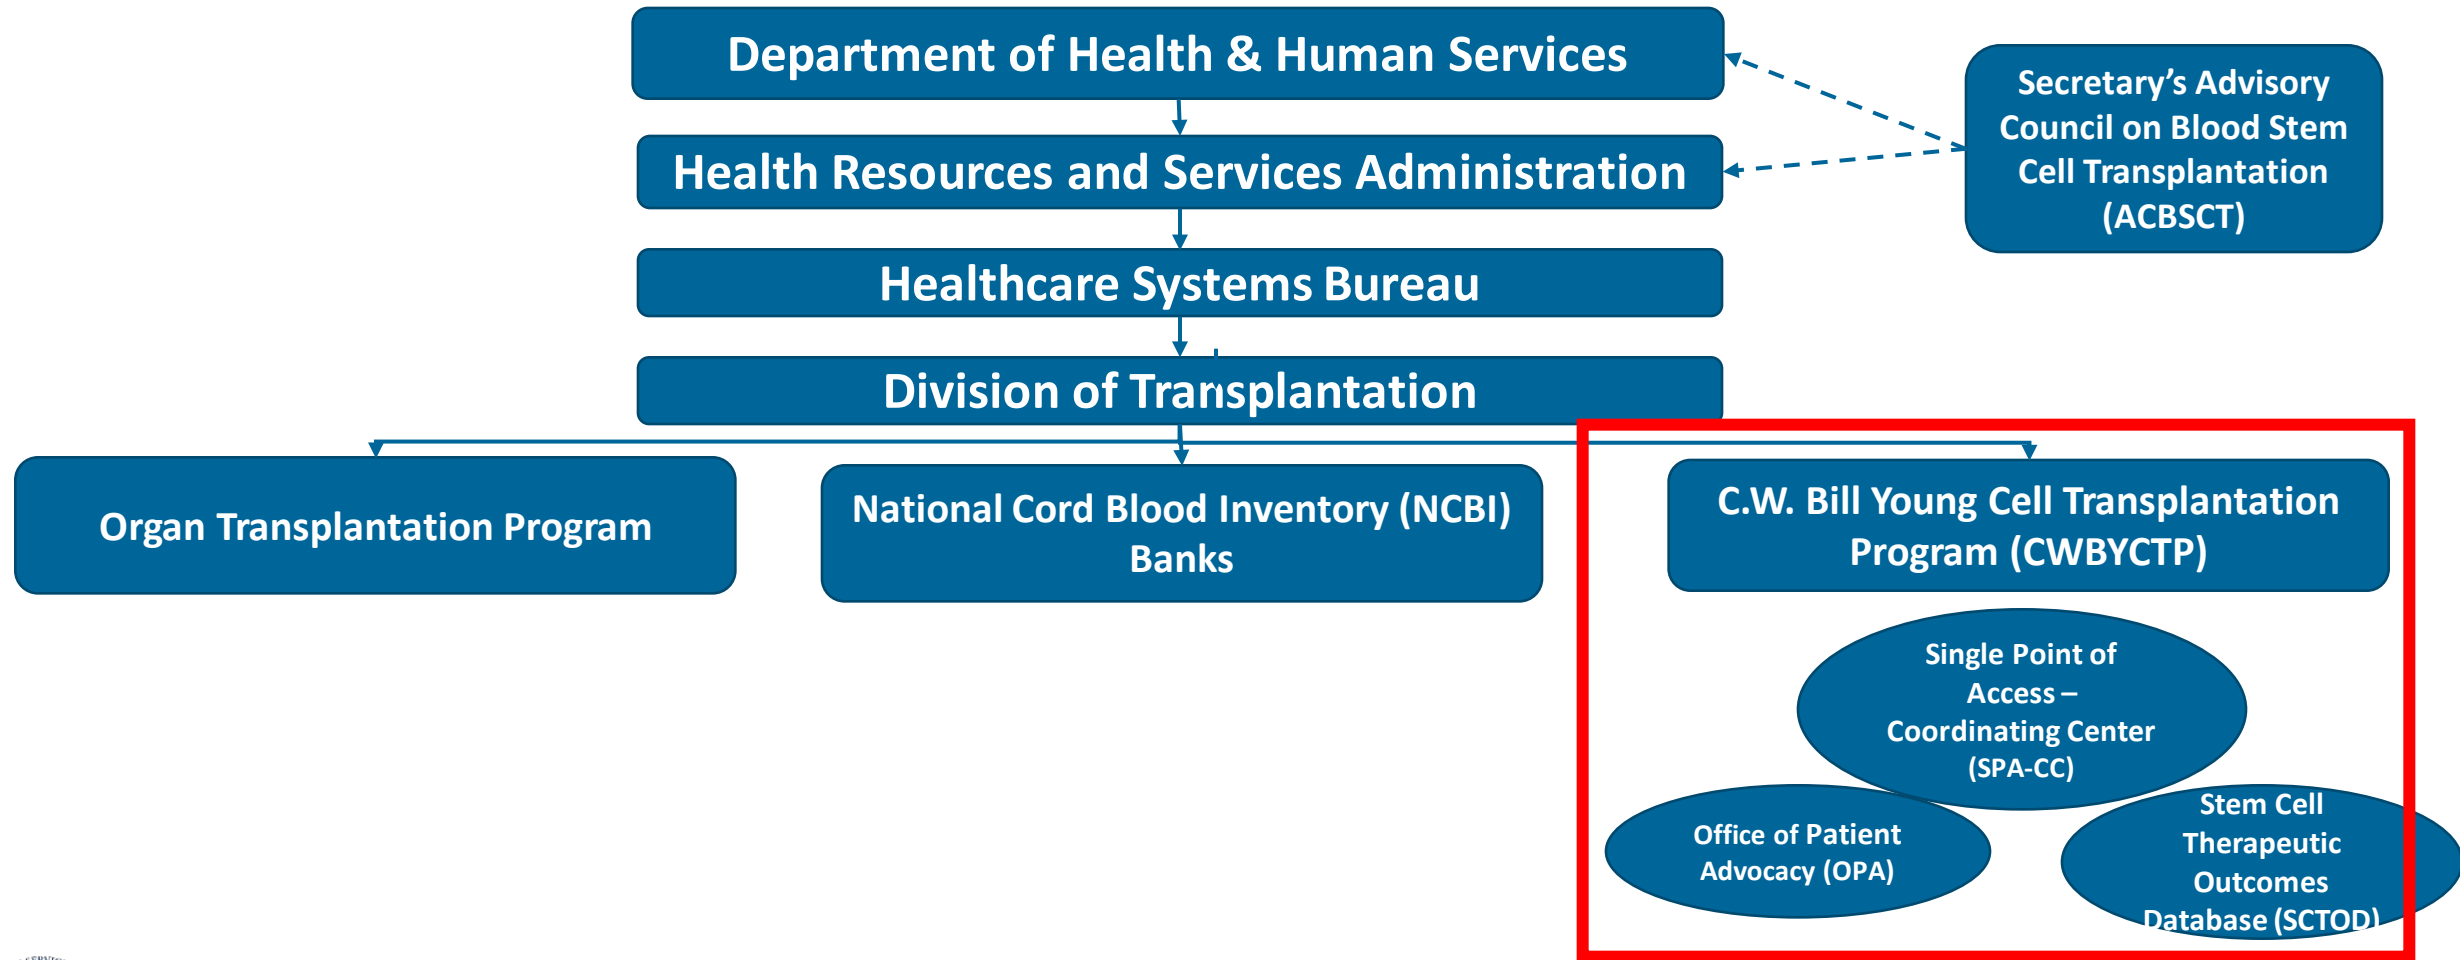 Department of Health & Human Services
Secretary’s Advisory
Council on Blood Stem
Cell Transplantation
(ACBSCT)
Health Resources and Services Administration
Healthcare Systems Bureau
Division of Transplantation
Organ Transplantation Program
National Cord Blood Inventory (NCBI)
Banks
C.W. Bill Young Cell Transplantation
Program (CWBYCTP)
Single Point of
Access –
Coordinating Center
(SPA-CC)
Office of Patient
Advocacy (OPA)
Stem Cell
Therapeutic
Outcomes
Database (SCTOD)